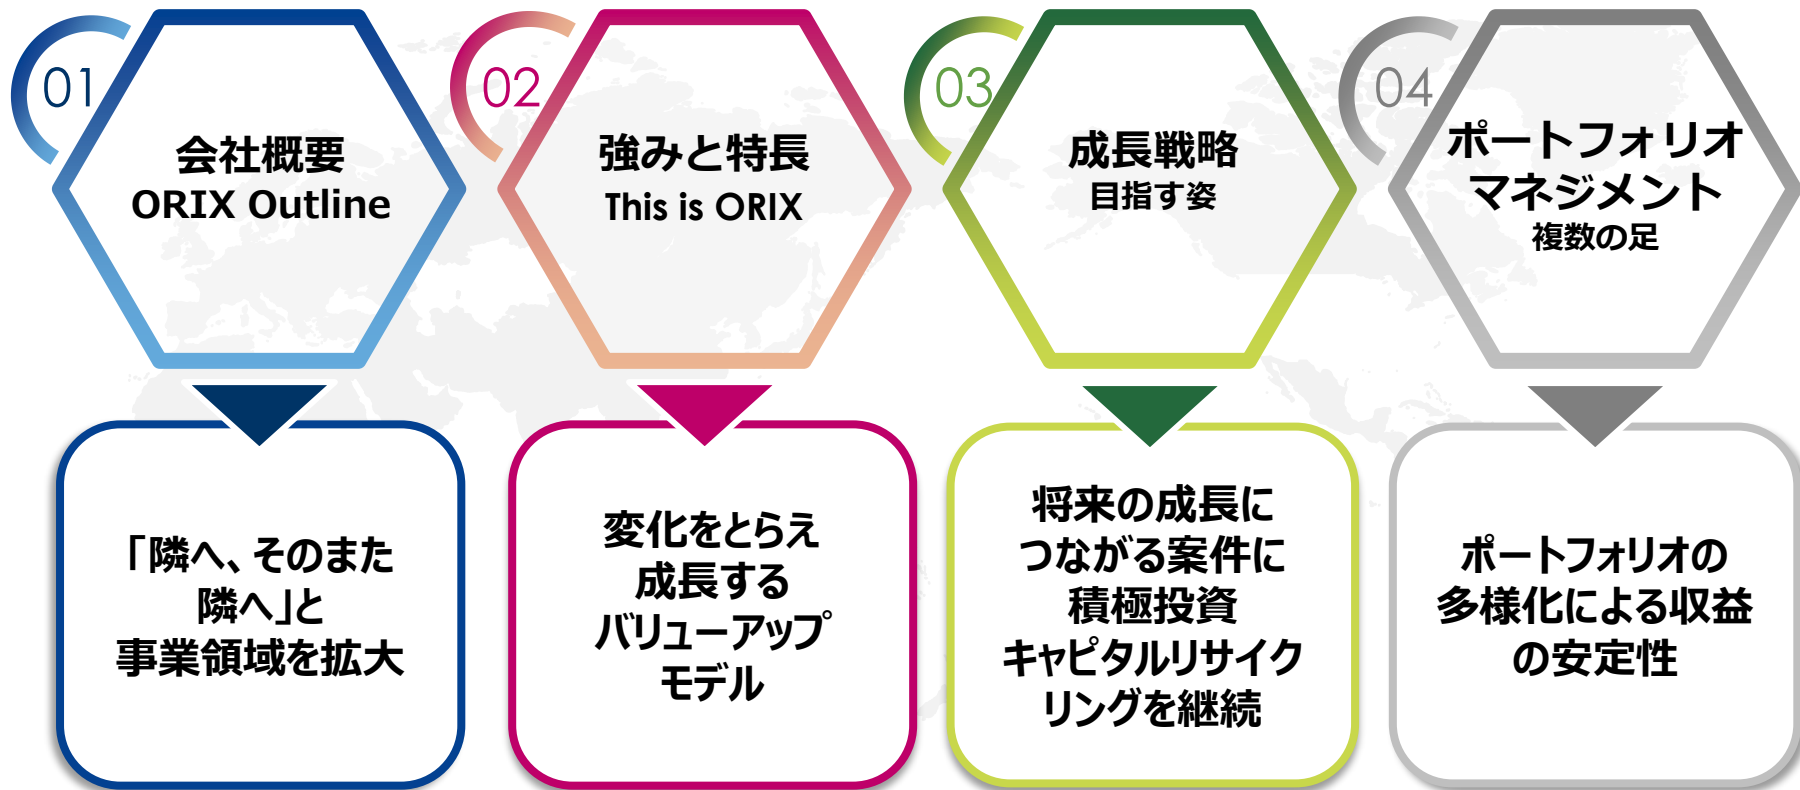 01
会社概要
ORIX Outline
「隣へ、そのまた
隣へ」と
事業領域を拡大
02
強みと特長
This is ORIX
変化をとらえ
成長する
バリューアップ
モデル
03
成長戦略
目指す姿
将来の成長に
つながる案件に
積極投資
キャピタルリサイク
リングを継続
04
ポートフォリオ
マネジメント
複数の足
ポートフォリオの
多様化による収益
の安定性